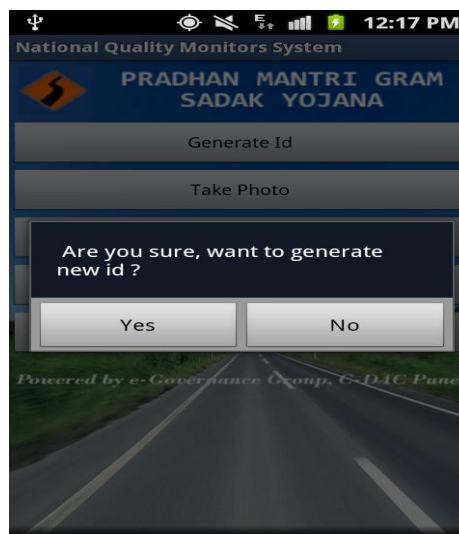 E
12:17 PM
National Quality Monitors System
PRADHAN MANTRI GRAM
SADAK YOJANA
Generate Id
Take Photo
Are you sure, want to generate
new id ?
Yes
No
Powered by e-Governance Group, C-DAC Pune